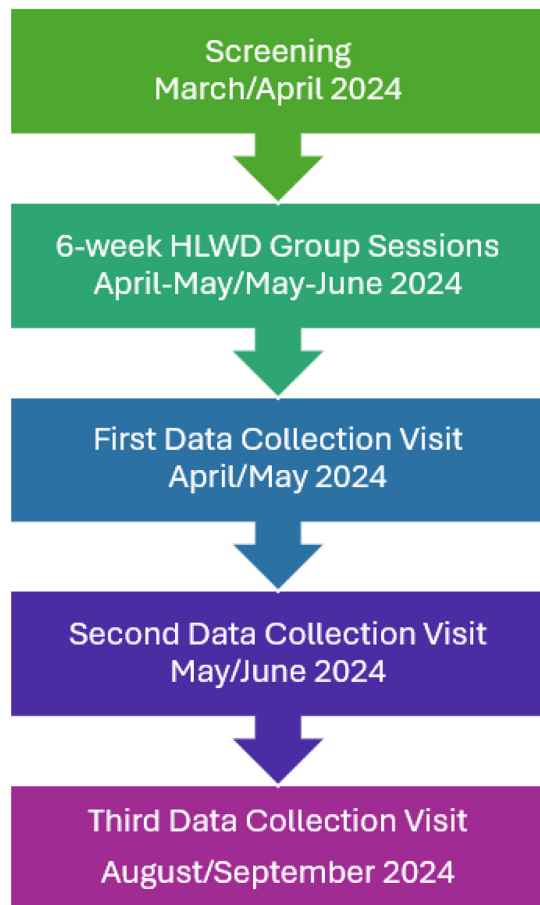 Screening
March/April 2024
6-week HLWD Group Sessions
April-May/May-June 2024
First Data Collection Visit
April/May 2024
Second Data Collection Visit
May/June 2024
Third Data Collection Visit
August/September 2024